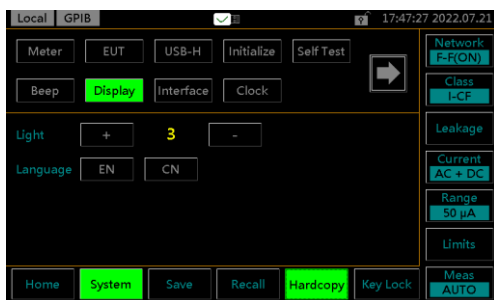 Local GPIB 17:47:27 2022.07.21
Meter EUT USB-H Initialize Self Test
Beep Display Interface Clock
Light + 3 -
Language EN CN
Network
F-F(ON)
Class
I-CF
Leakage
Current
AC + DC
Range
50 µA
Limits
Meas
AUTO
Home System Save Recall Hardcopy Key Lock